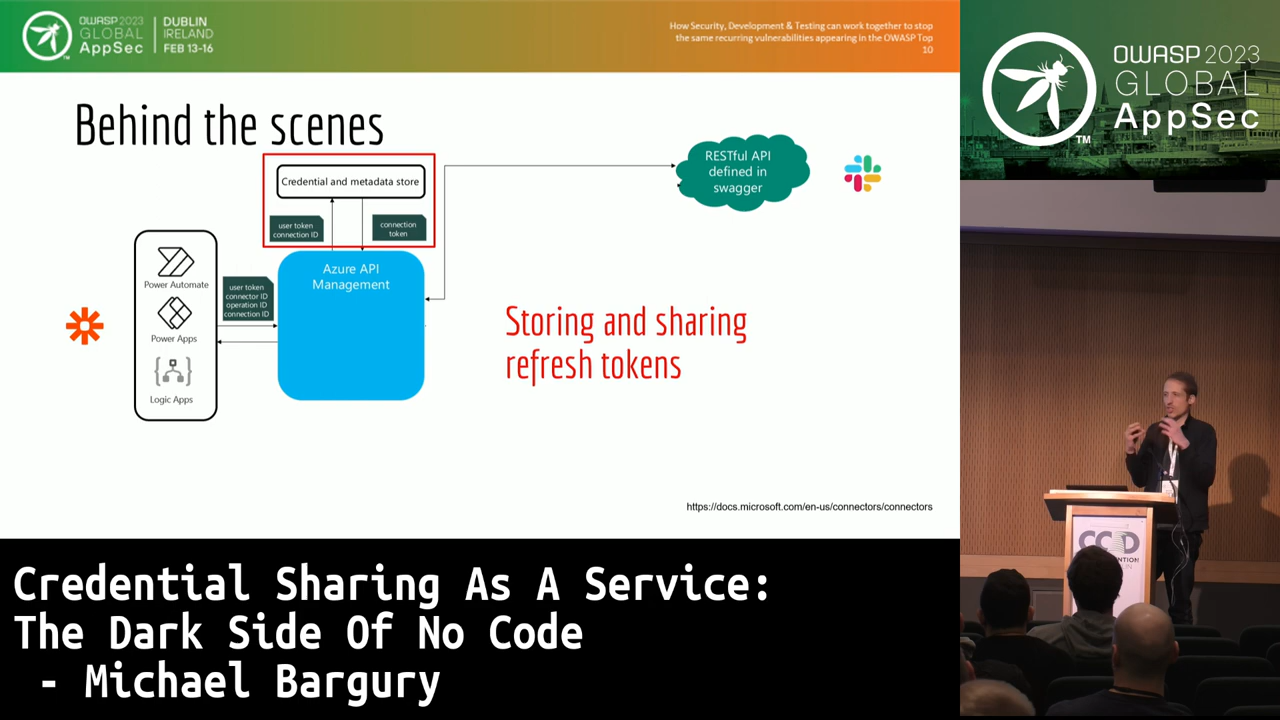 OWASP 2023
GLOBAL
AppSec
TM
DUBLIN
IRELAND
FEB 13-16
How Security, Development & Testing can work together to stop
the same recurring vulnerabilities appearing in the OWASP Top
10
OWASP 2023
GLOBAL
AppSec
TM
Behind the scenes
Credential and metadata store
user token
connection ID
connection
token
RESTful API
defined in
swagger
Azure API
Management
Power Automate
Power Apps
Logic Apps
user token
connector ID
operation ID
connection ID
Storing and sharing
refresh tokens
https://docs.microsoft.com/en-us/connectors/connectors
Credential Sharing As A Service:
The Dark Side Of No Code
- Michael Bargury